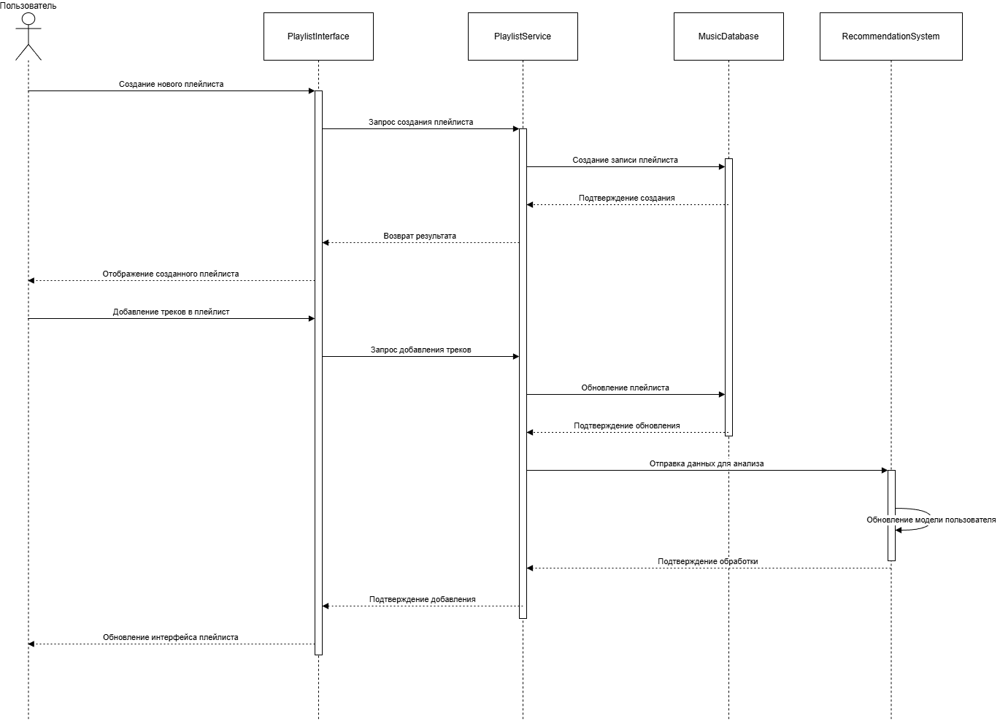 Пользователь
PlaylistInterface
PlaylistService
MusicDatabase
RecommendationSystem
Создание нового плейлиста
Запрос создания плейлиста
Создание записи плейлиста
Подтверждение создания
Возврат результата
Отображение созданного плейлиста
Добавление треков в плейлист
Запрос добавления треков
Обновление плейлиста
Подтверждение обновления
Отправка данных для анализа
Обновление модели пользователя
Подтверждение обработки
Подтверждение добавления
Обновление интерфейса плейлиста